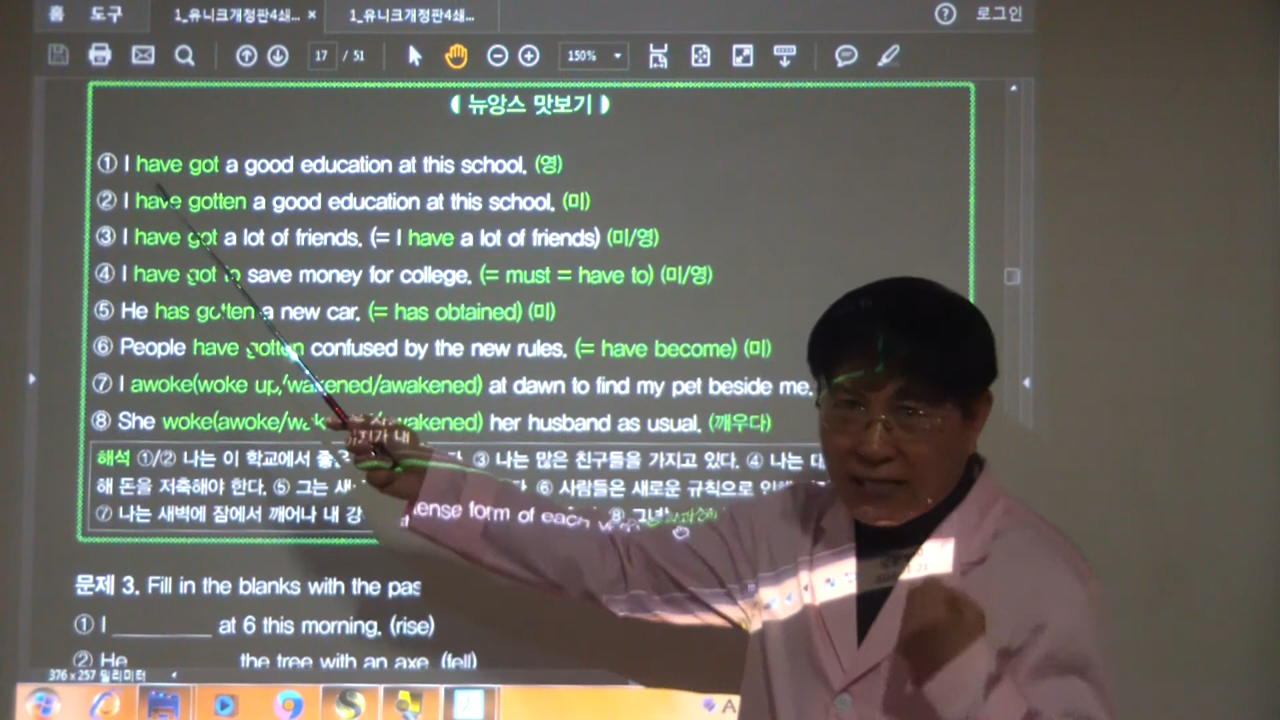 홈 도구 1_유니크개정판4쇄... × 1_유니크개정판4쇄... ? 로그인
17 / 51 150%
뉴앙스 맛보기
① I have got a good education at this school. (영)
② I have gotten a good education at this school. (미)
③ I have got a lot of friends. (= I have a lot of friends) (미/영)
④ I have got to save money for college. (= must = have to) (미/영)
⑤ He has gotten a new car. (= has obtained) (미)
⑥ People have gotten confused by the new rules. (= have become) (미)
⑦ I awoke(woke up/wakened/awakened) at dawn to find my pet beside me.
⑧ She woke(awoke/wakened) her husband as usual. (깨우다)
해석 ①/② 나는 이 학교에서 ③ 나는 많은 친구들을 가지고 있다. ④ 나는
해 돈을 저축해야 한다. ⑤ 그는 ⑥ 사람들은 새로운 규칙으로
⑦ 나는 새벽에 잠에서 깨어나 내 ⑧
form of each
문제 3. Fill in the blanks with the
① I ________ at 6 this morning. (rise)
② He ________ the tree with an axe. (fell)
376 x 257 밀리미터
A